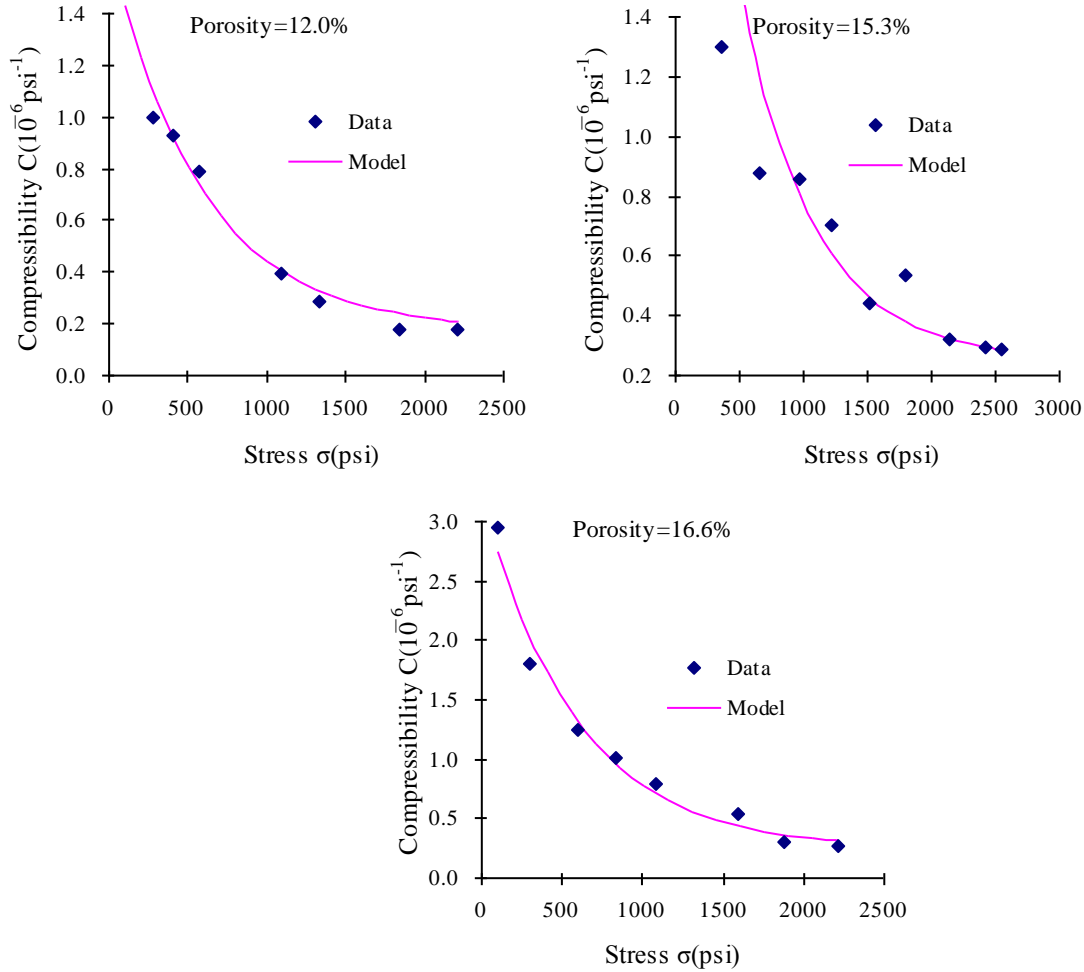 Porosity=12.0%
Compressibility C(10⁻⁶psi⁻¹)
1.4
1.2
1.0
0.8
0.6
0.4
0.2
0.0
Data
Model
0 500 1000 1500 2000 2500
Stress σ(psi)
Porosity=15.3%
Compressibility C(10⁻⁶psi⁻¹)
1.4
1.2
1.0
0.8
0.6
0.4
0.2
Data
Model
0 500 1000 1500 2000 2500 3000
Stress σ(psi)
Porosity=16.6%
Compressibility C(10⁻⁶psi⁻¹)
3.0
2.5
2.0
1.5
1.0
0.5
0.0
Data
Model
0 500 1000 1500 2000 2500
Stress σ(psi)